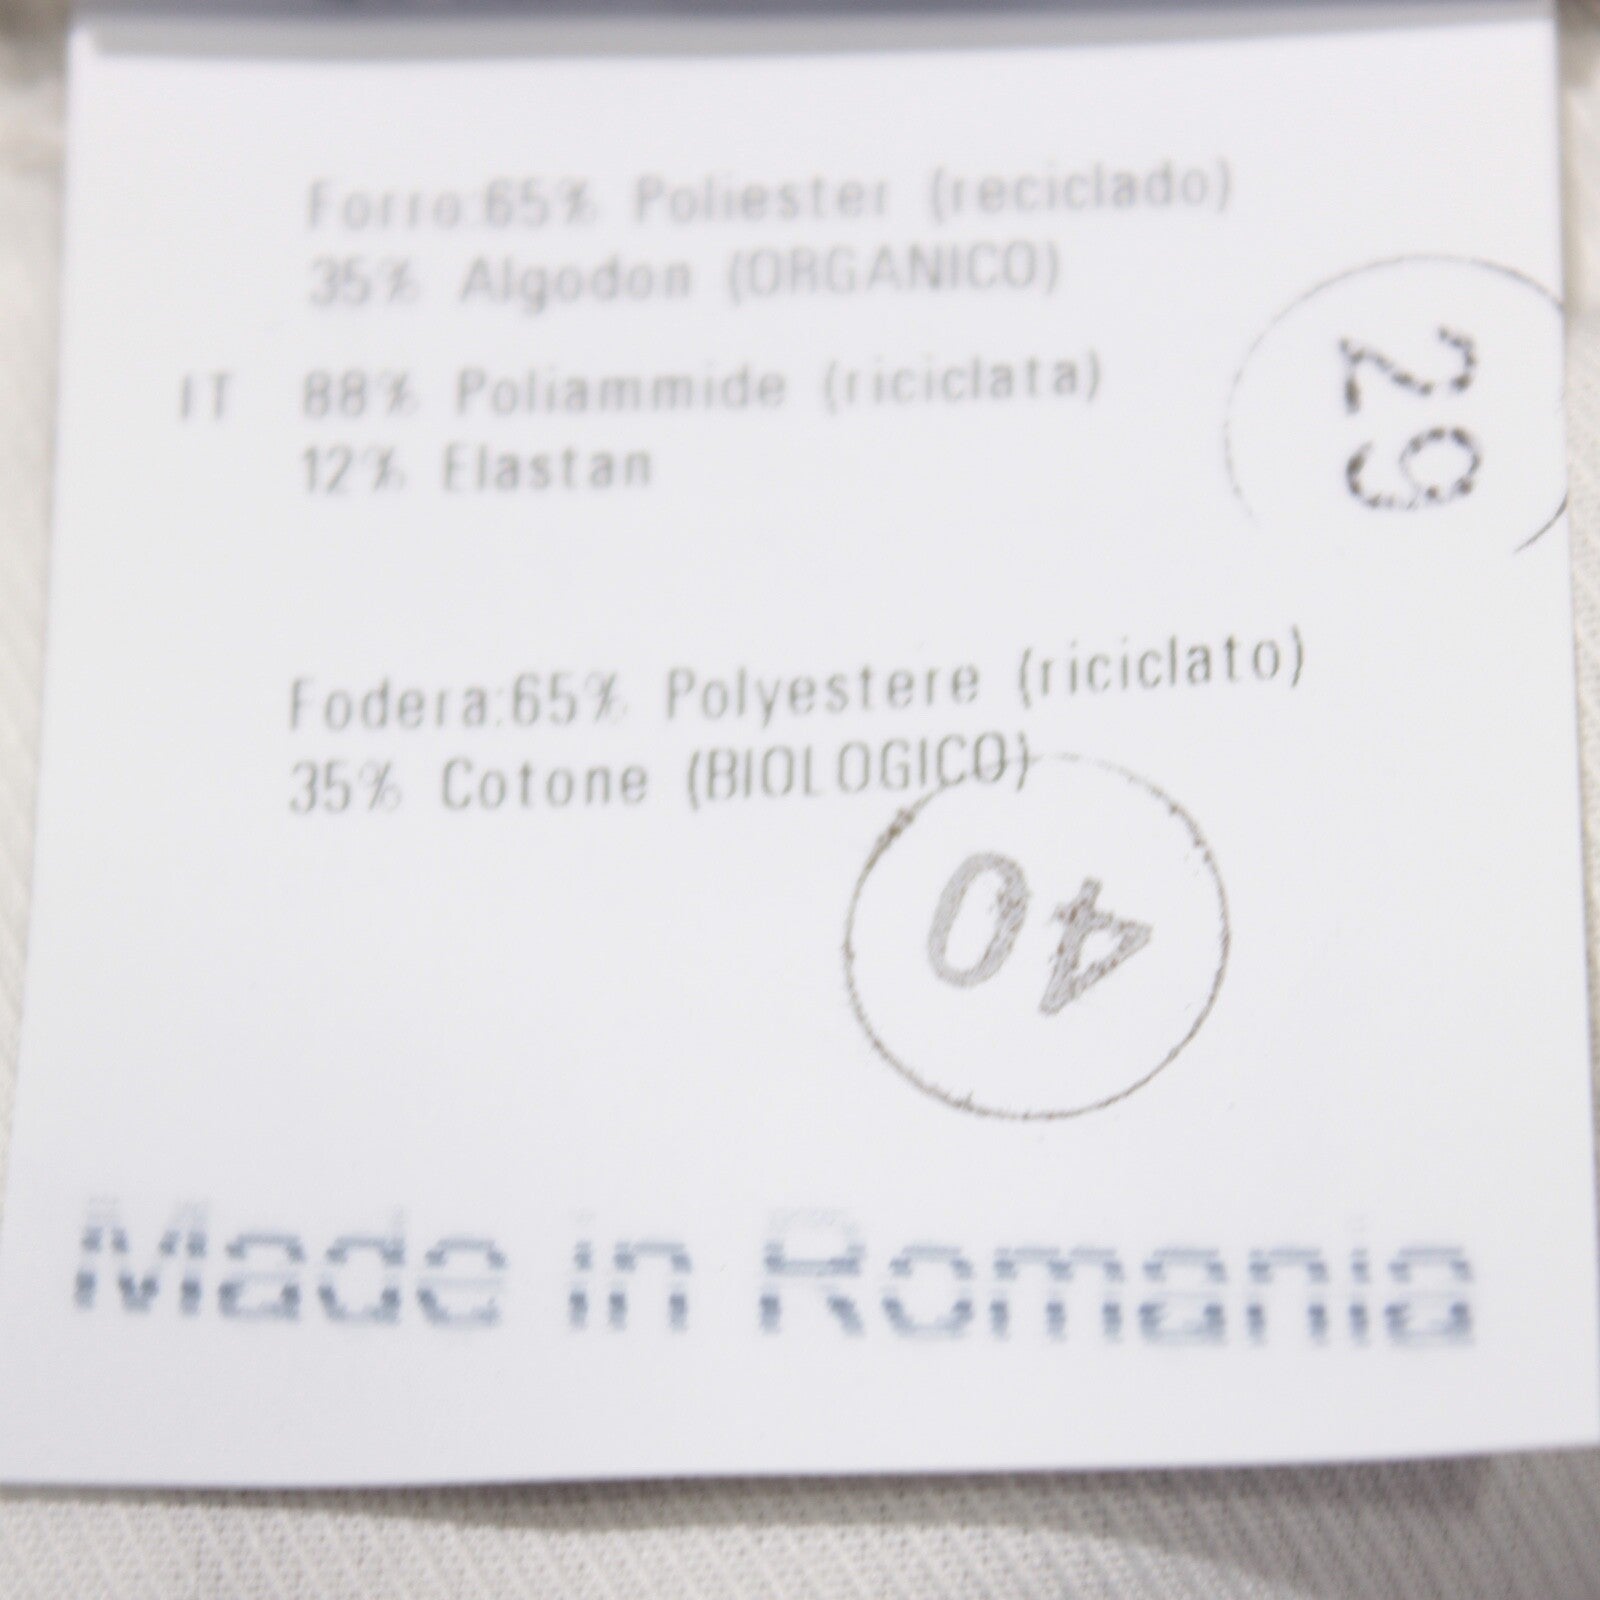 Forro:65% Poliester (reciclado)
35% Algodon (ORGANICO)
IT 88% Poliammide (riciclata)
12% Elastan
29
Fodera:65% Polyestere (riciclato)
35% Cotone (BIOLOGICO)
40
Made in Romania